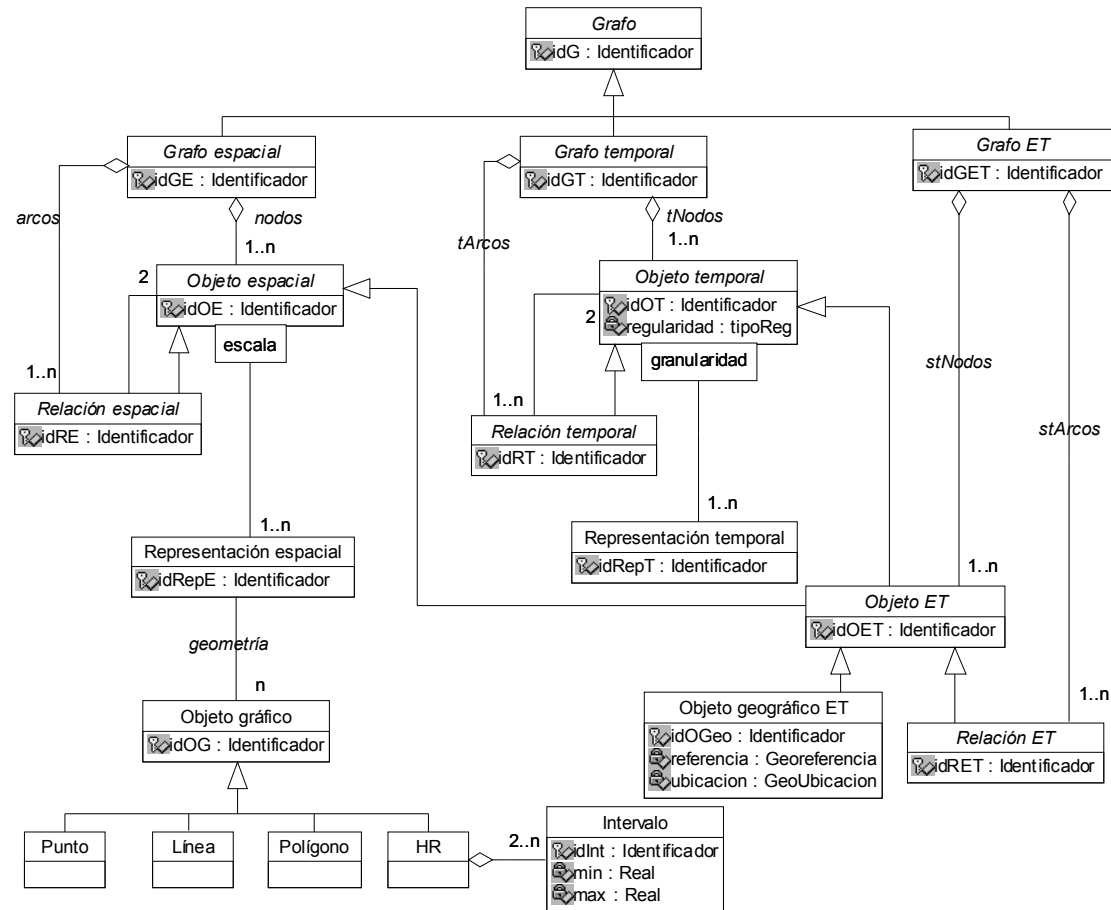 Grafo
idG : Identificador
Grafo espacial
idGE : Identificador
Grafo temporal
idGT : Identificador
Grafo ET
idGET : Identificador
arcos
nodos
1..n
tArcos
tNodos
1..n
2
Objeto espacial
idOE : Identificador
escala
2
Objeto temporal
idOT : Identificador
regularidad : tipoReg
granularidad
stNodos
stArcos
1..n
Relación espacial
idRE : Identificador
1..n
Relación temporal
idRT : Identificador
1..n
Representación espacial
idRepE : Identificador
1..n
Representación temporal
idRepT : Identificador
1..n
Objeto ET
idOET : Identificador
geometría
n
Objeto gráfico
idOG : Identificador
Objeto geográfico ET
idOGeo : Identificador
referencia : Georeferencia
ubicacion : GeoUbicacion
1..n
Relación ET
idRET : Identificador
Punto
Línea
Polígono
HR
2..n
Intervalo
idInt : Identificador
min : Real
max : Real